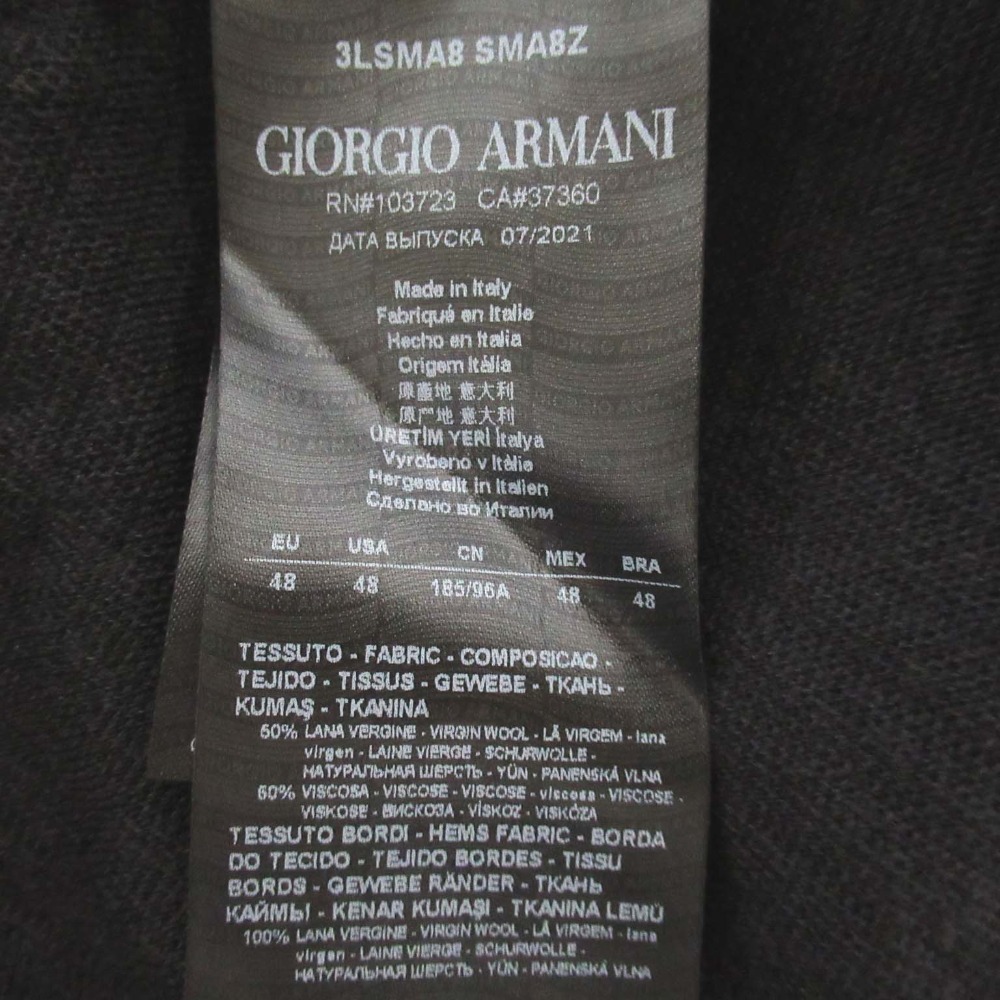 3LSMA8 SMA8Z
GIORGIO ARMANI
RN#103723 CA#37360
ДАТА ВЫПУСКА 07/2021
Made in Italy
Fabriqué en Italie
Hecho en Italia
Origem Itália
原產地 意大利
原产地 意大利
ÜRETİM YERİ İtalya
Vyrobeno v Itálie
Hergestellt in Italien
Сделано во Италии
EU USA CN MEX BRA
48 48 185/96A 48 48
TESSUTO - FABRIC - COMPOSICAO -
TEJIDO - TISSUS - GEWEBE - ТКАНЬ -
KUMAŞ - TKANINA
50% LANA VERGINE - VIRGIN WOOL - LÃ VIRGEM - lana
virgen - LAINE VIERGE - SCHURWOLLE -
НАТУРАЛЬНАЯ ШЕРСТЬ - YÜN - PANENSKÁ VLNA
50% VISCOSA - VISCOSE - VISCOSE - viscosa - VISCOSE -
VISKOSE - ВИСКОЗА - VİSKOZ - VISKÓZA
TESSUTO BORDI - HEMS FABRIC - BORDA
DO TECIDO - TEJIDO BORDES - TISSU
BORDS - GEWEBE RÄNDER - ТКАНЬ
КАЙМЫ - KENAR KUMAŞI - TKANINA LEMŮ
100% LANA VERGINE - VIRGIN WOOL - LÃ VIRGEM - lana
virgen - LAINE VIERGE - SCHURWOLLE -
НАТУРАЛЬНАЯ ШЕРСТЬ - YÜN - PANENSKÁ VLNA